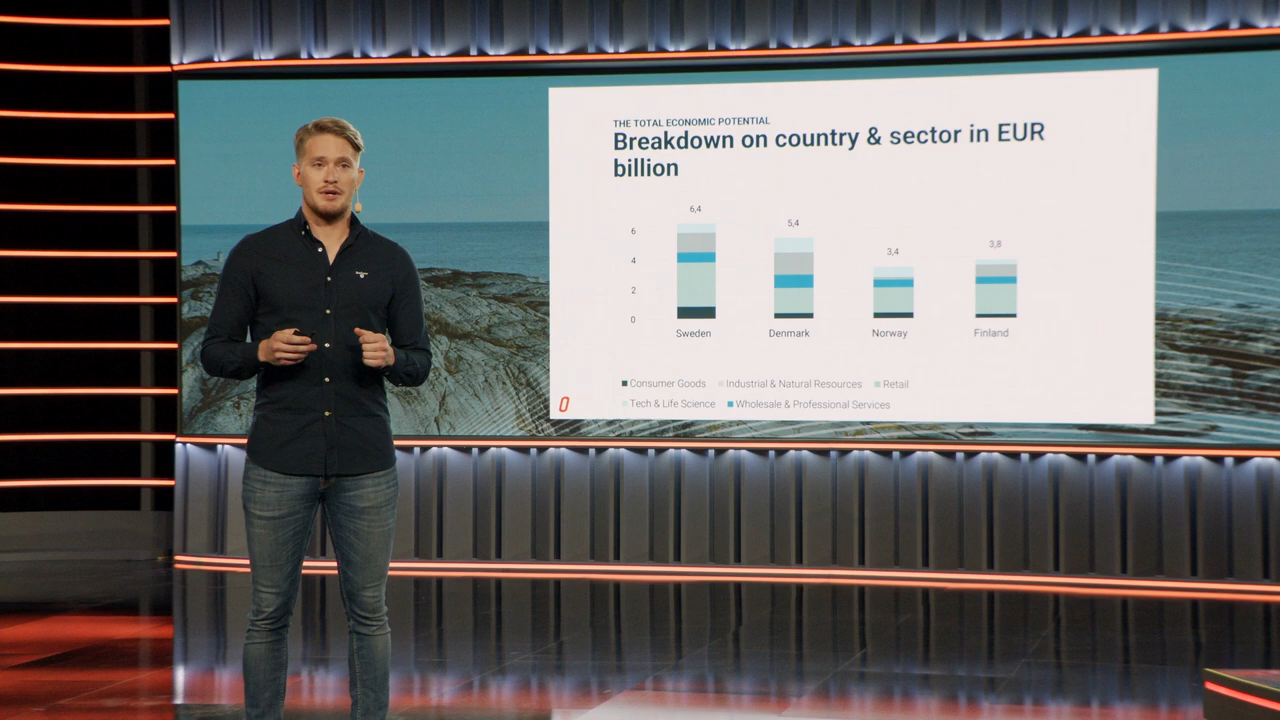 THE TOTAL ECONOMIC POTENTIAL
Breakdown on country & sector in EUR
billion
6,4
5,4
3,4
3,8
6
4
2
0
Sweden
Denmark
Norway
Finland
Consumer Goods
Industrial & Natural Resources
Retail
Tech & Life Science
Wholesale & Professional Services